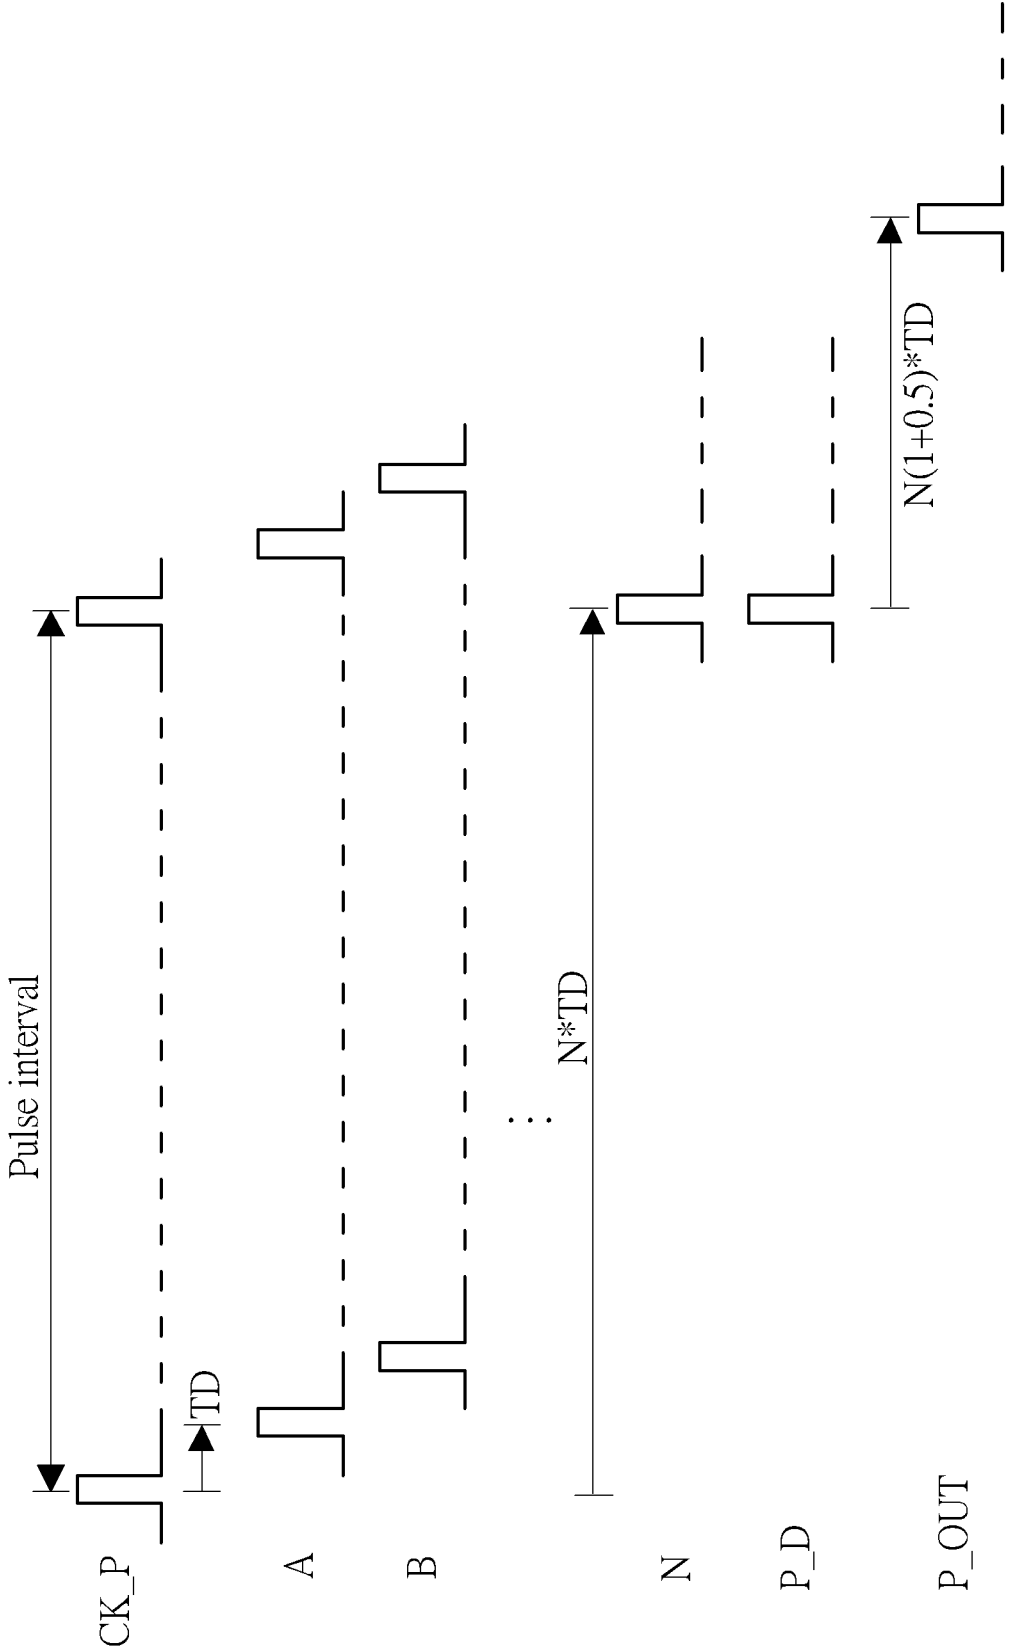 Pulse interval
CK_P
TD
A
B
...
N*TD
N
P_D
N(1+0.5)*TD
P_OUT